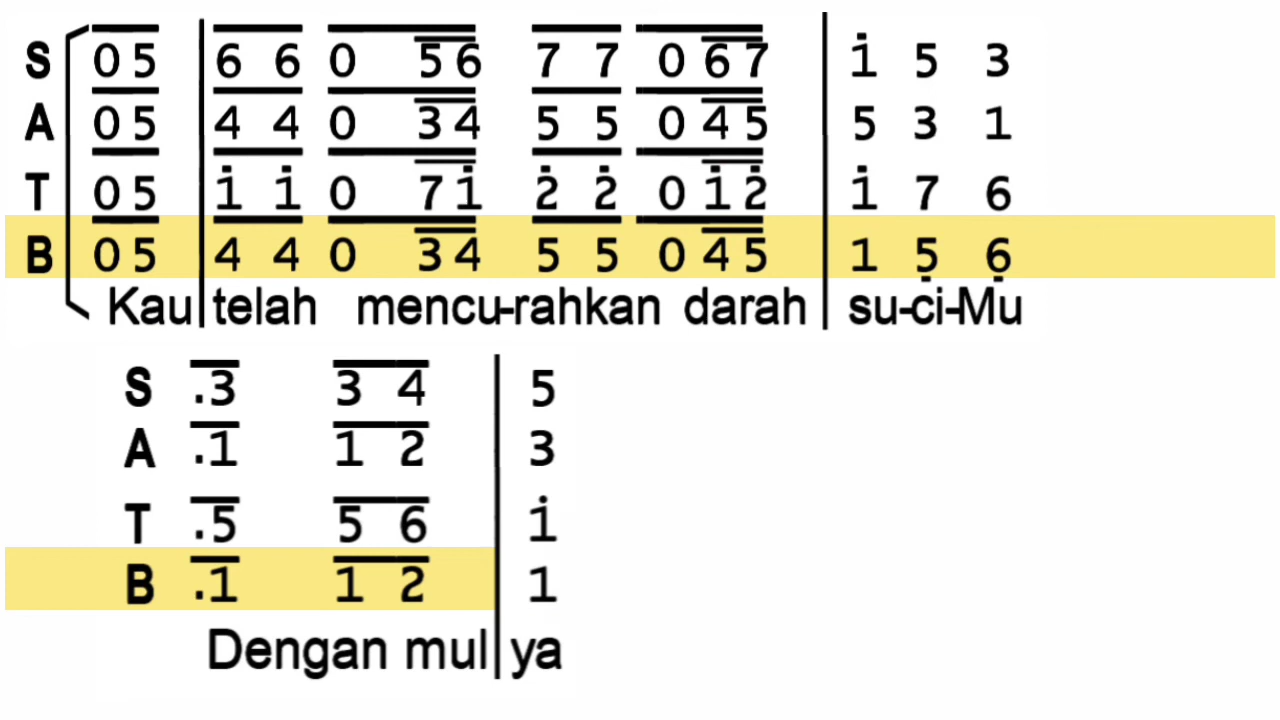 S 05 | 6 6 0 56 7 7 0 67 | i̇ 5 3
A 05 | 4 4 0 34 5 5 0 45 | 5 3 1
T 05 | 1̇ 1̇ 0 71̇ 2̇ 2̇ 0 1̇2̇ | 1̇ 7 6
B 05 | 4 4 0 34 5 5 0 45 | 1 5̣ 6̣
Kau | telah mencu-rahkan darah | su-ci-Mu
S .3 3 4 | 5
A .1 1 2 | 3
T .5 5 6 | 1̇
B .1 1 2 | 1
Dengan mul | ya